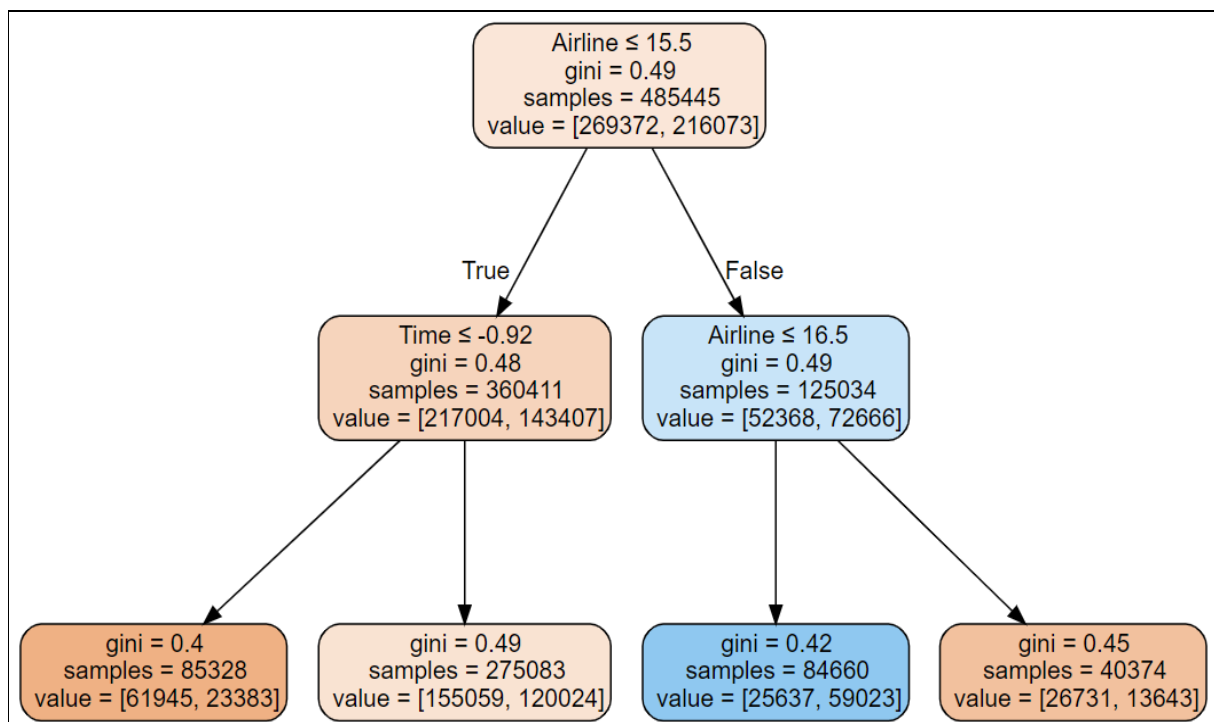 Airline ≤ 15.5
gini = 0.49
samples = 485445
value = [269372, 216073]
True
False
Time ≤ -0.92
gini = 0.48
samples = 360411
value = [217004, 143407]
Airline ≤ 16.5
gini = 0.49
samples = 125034
value = [52368, 72666]
gini = 0.4
samples = 85328
value = [61945, 23383]
gini = 0.49
samples = 275083
value = [155059, 120024]
gini = 0.42
samples = 84660
value = [25637, 59023]
gini = 0.45
samples = 40374
value = [26731, 13643]